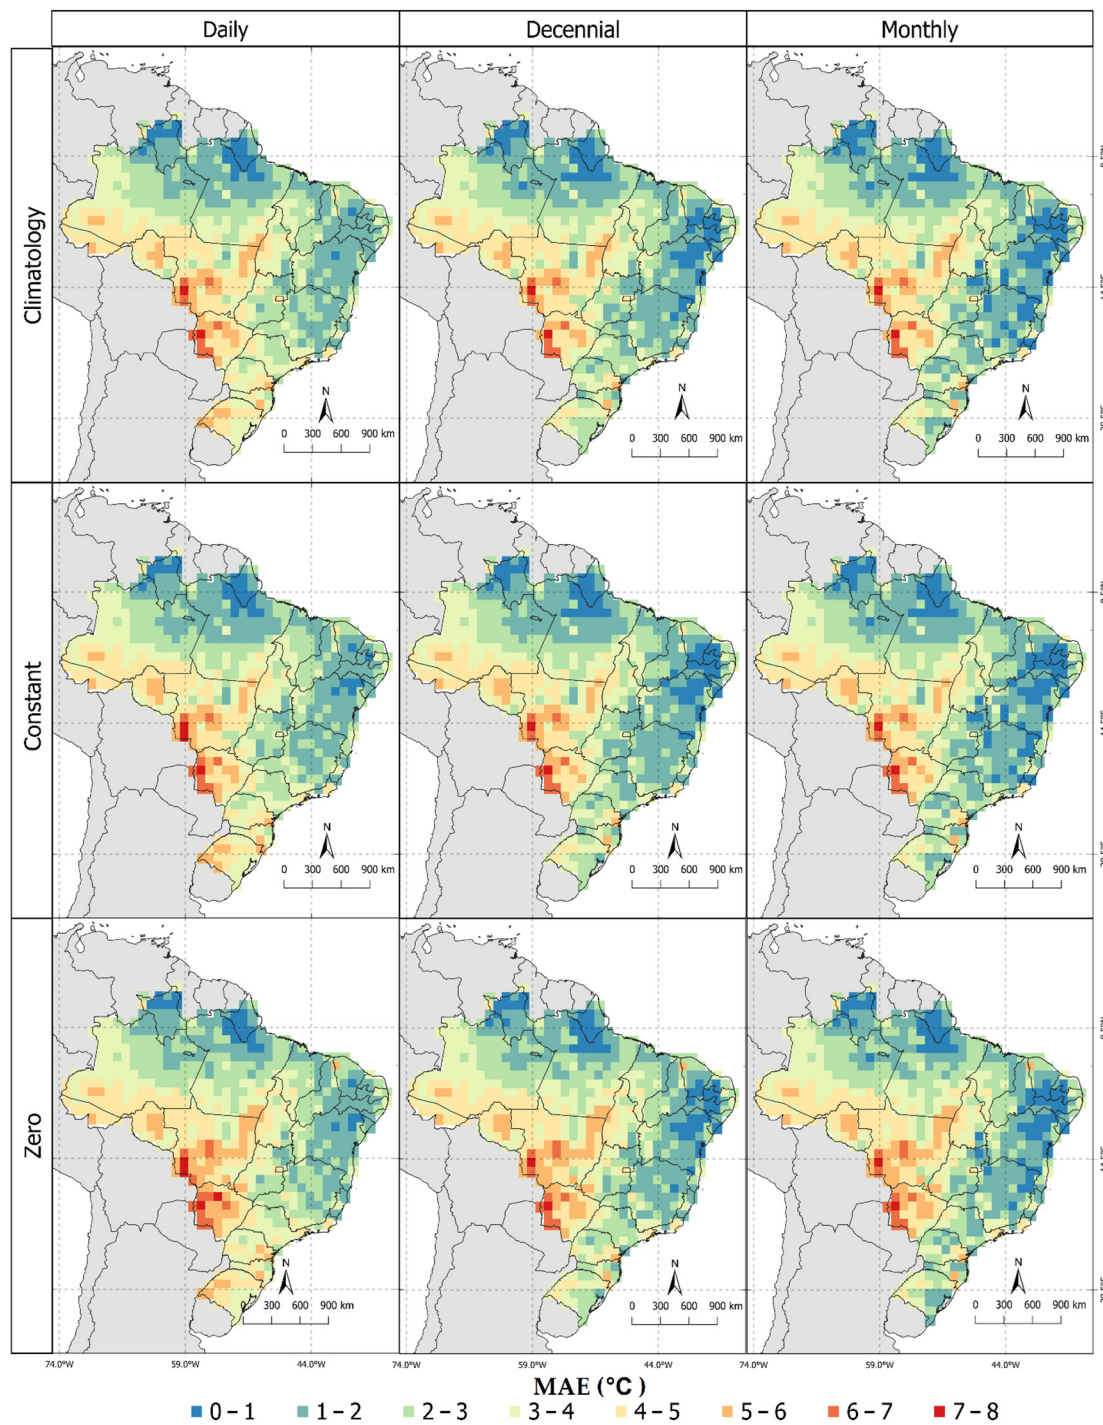 Daily Decennial Monthly
Climatology
N N N
0 300 600 900 km 0 300 600 900 km 0 300 600 900 km
Constant
N N N
0 300 600 900 km 0 300 600 900 km 0 300 600 900 km
Zero
N N N
0 300 600 900 km 0 300 600 900 km 0 300 600 900 km
74.0°W 59.0°W 44.0°W 74.0°W 59.0°W 44.0°W 74.0°W 59.0°W 44.0°W
MAE (°C)
0 – 1 1 – 2 2 – 3 3 – 4 4 – 5 5 – 6 6 – 7 7 – 8